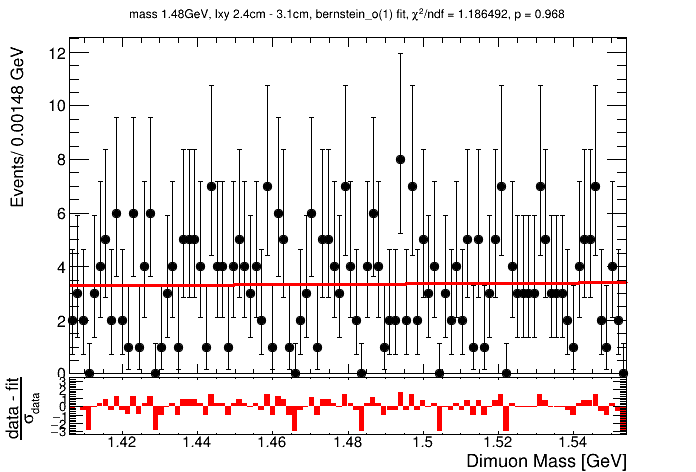 mass 1.48GeV, lxy 2.4cm - 3.1cm, bernstein_o(1) fit, χ²/ndf = 1.186492, p = 0.968
Events/ 0.00148 GeV
12
10
8
6
4
2
0
data - fit
σdata
3
2
1
0
−1
−2
−3
1.42 1.44 1.46 1.48 1.5 1.52 1.54
Dimuon Mass [GeV]